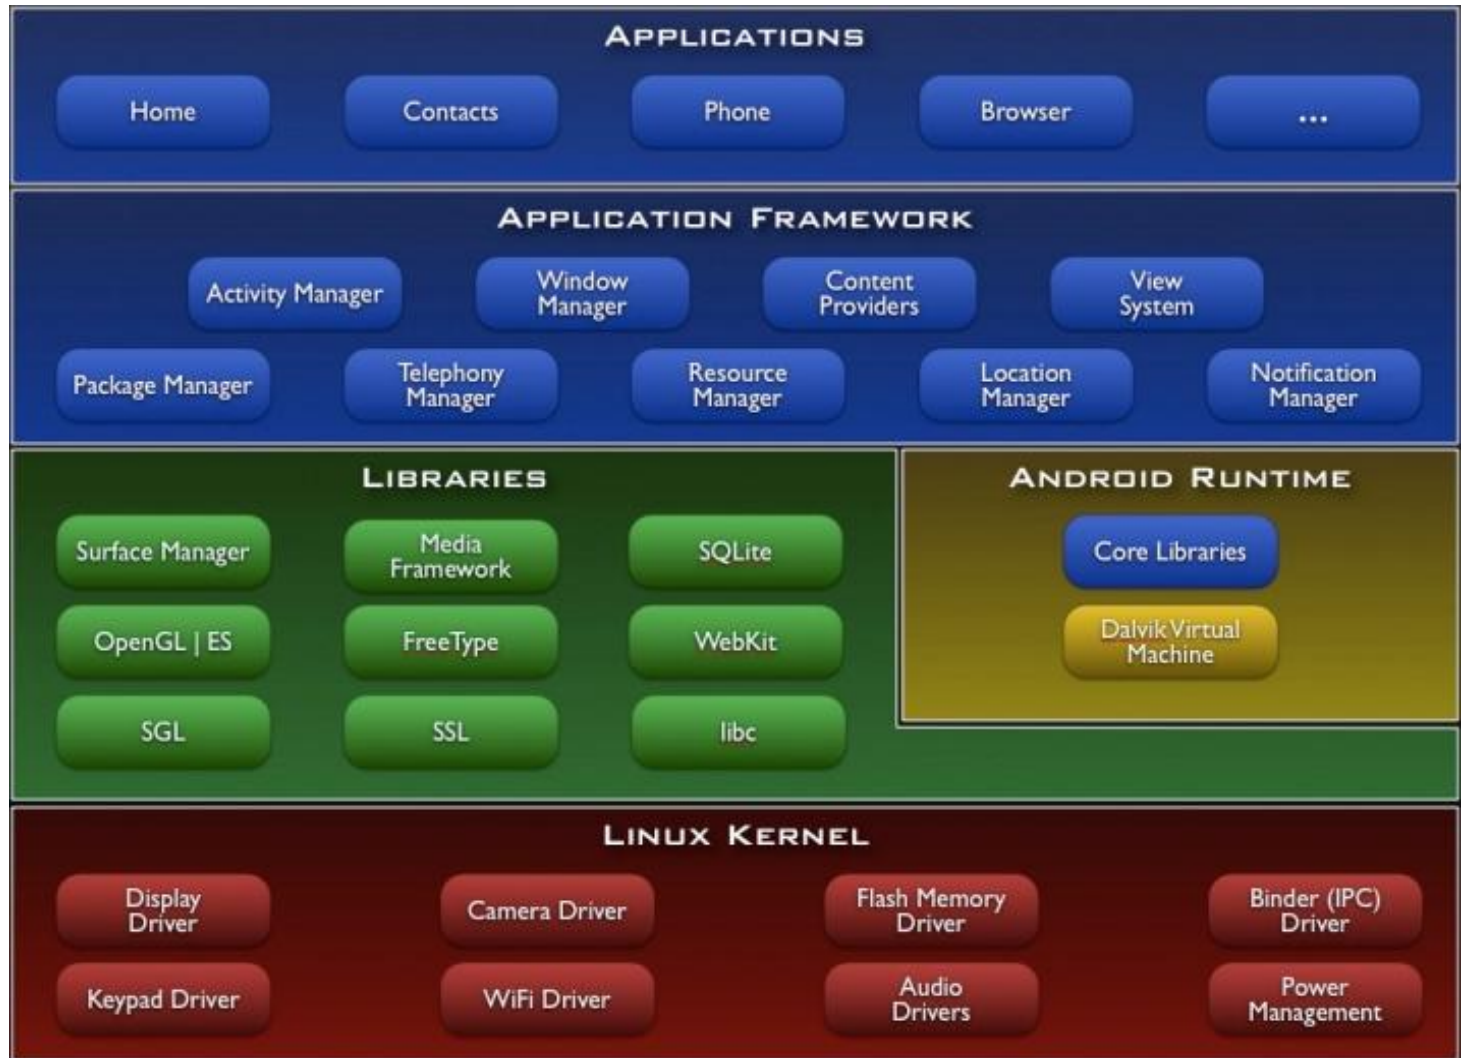 APPLICATIONS
Home
Contacts
Phone
Browser
...
APPLICATION FRAMEWORK
Activity Manager
Window
Manager
Content
Providers
View
System
Package Manager
Telephony
Manager
Resource
Manager
Location
Manager
Notification
Manager
LIBRARIES
Surface Manager
Media
Framework
SQLite
OpenGL | ES
FreeType
WebKit
SGL
SSL
libc
ANDROID RUNTIME
Core Libraries
Dalvik Virtual
Machine
LINUX KERNEL
Display
Driver
Camera Driver
Flash Memory
Driver
Binder (IPC)
Driver
Keypad Driver
WiFi Driver
Audio
Drivers
Power
Management